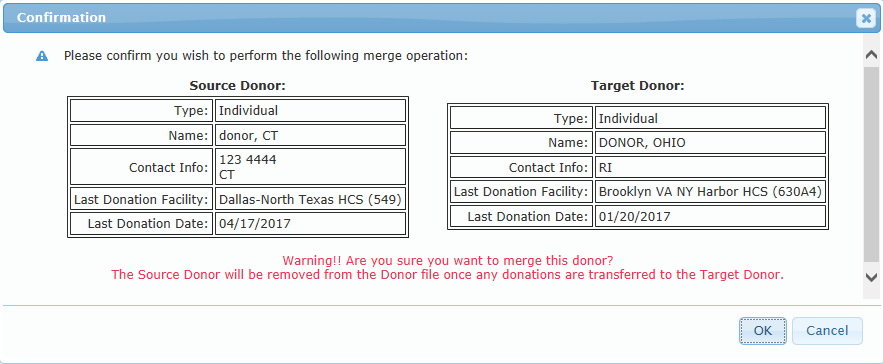 Confirmation
Please confirm you wish to perform the following merge operation:
Source Donor:
Type: Individual
Name: donor, CT
Contact Info: 123 4444
CT
Last Donation Facility: Dallas-North Texas HCS (549)
Last Donation Date: 04/17/2017
Target Donor:
Type: Individual
Name: DONOR, OHIO
Contact Info: RI
Last Donation Facility: Brooklyn VA NY Harbor HCS (630A4)
Last Donation Date: 01/20/2017
Warning!! Are you sure you want to merge this donor?
The Source Donor will be removed from the Donor file once any donations are transferred to the Target Donor.
OK Cancel